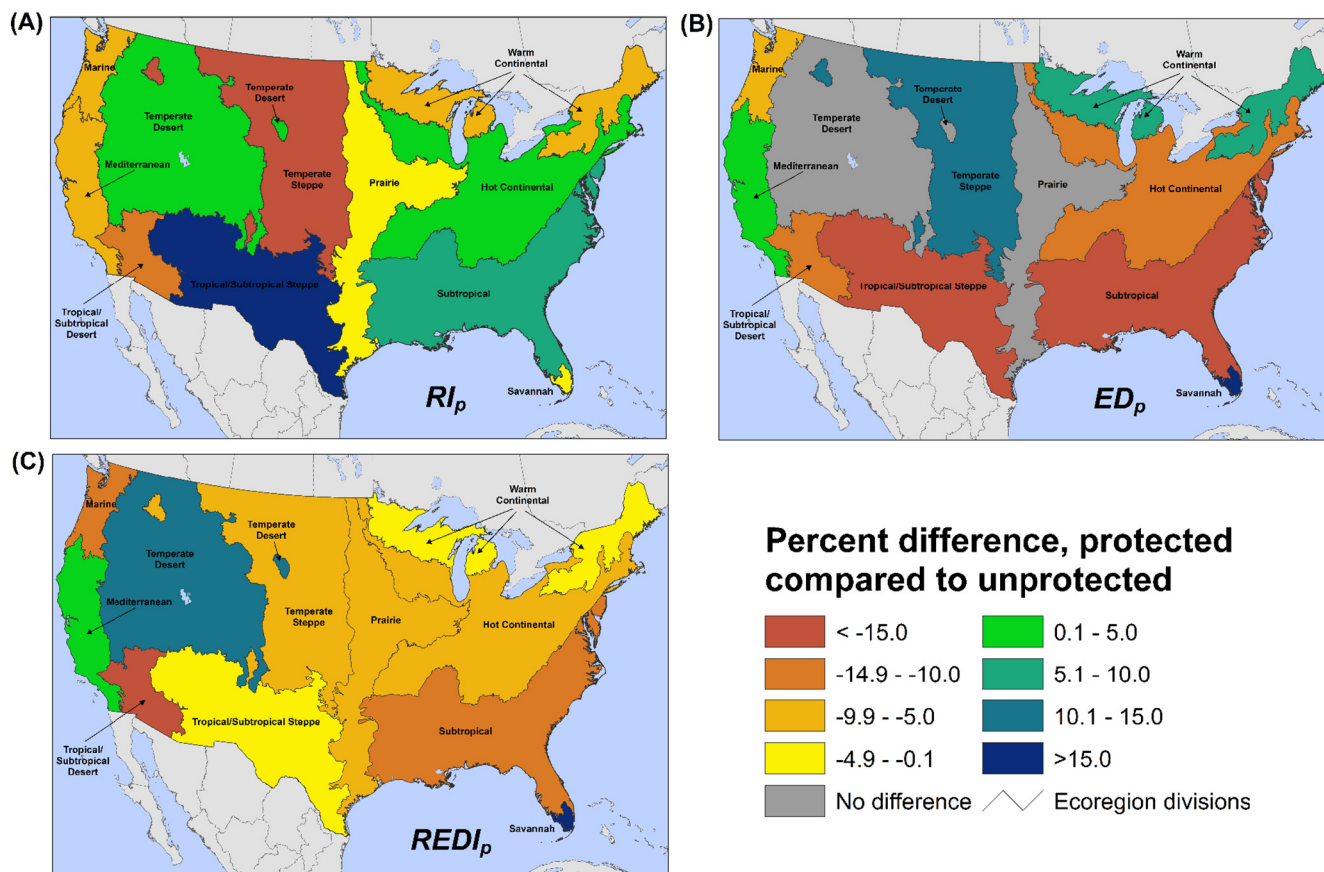 (A)
Marine
Temperate
Desert
Temperate
Desert
Warm
Continental
Mediterranean
Temperate
Steppe
Prairie
Hot Continental
Tropical/Subtropical Steppe
Subtropical
Tropical/
Subtropical
Desert
Savannah
RIp
(B)
Marine
Temperate
Desert
Temperate
Desert
Warm
Continental
Mediterranean
Temperate
Steppe
Prairie
Hot Continental
Tropical/Subtropical Steppe
Subtropical
Tropical/
Subtropical
Desert
Savannah
EDp
(C)
Marine
Temperate
Desert
Temperate
Desert
Warm
Continental
Mediterranean
Temperate
Steppe
Prairie
Hot Continental
Tropical/Subtropical Steppe
Subtropical
Tropical/
Subtropical
Desert
Savannah
REDIp
Percent difference, protected
compared to unprotected
< -15.0
0.1 - 5.0
-14.9 - -10.0
5.1 - 10.0
-9.9 - -5.0
10.1 - 15.0
-4.9 - -0.1
>15.0
No difference
Ecoregion divisions